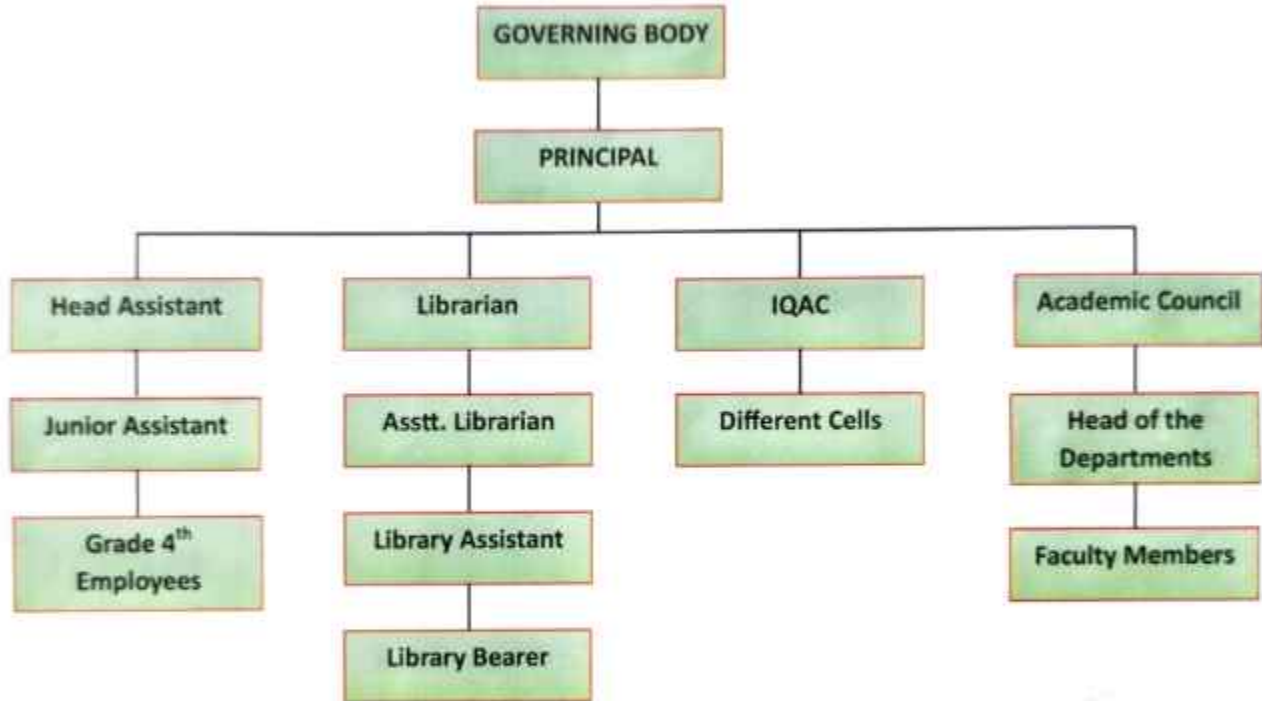 GOVERNING BODY
PRINCIPAL
Head Assistant
Librarian
IQAC
Academic Council
Junior Assistant
Asstt. Librarian
Different Cells
Head of the
Departments
Grade 4th
Employees
Library Assistant
Faculty Members
Library Bearer